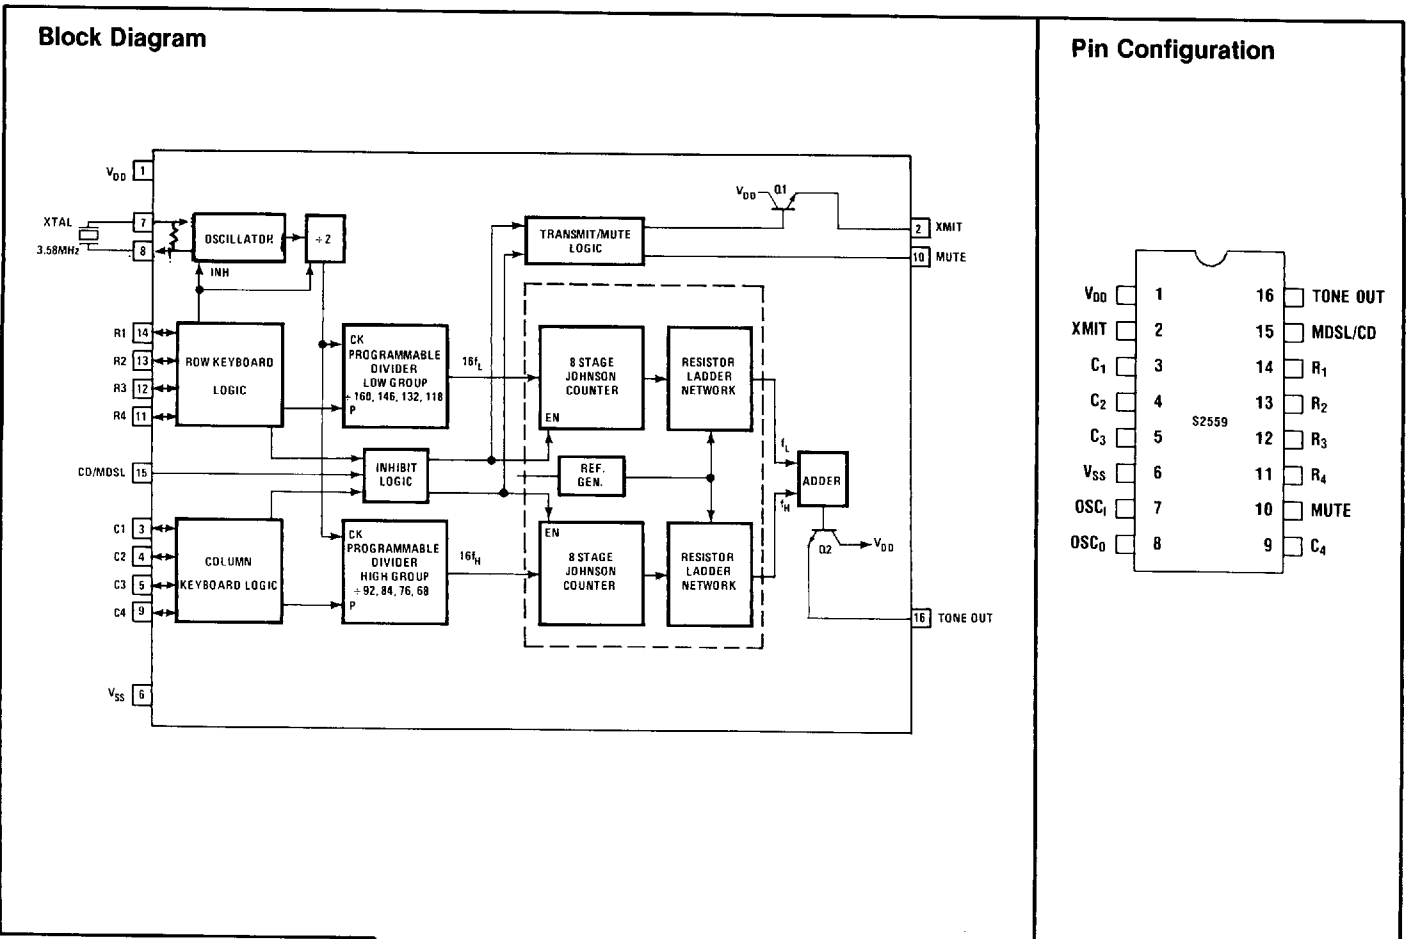 Block Diagram
Pin Configuration
VDD 1
XTAL
7
3.58MHz 8
OSCILLATOR
÷2
INH
VDD Q1
TRANSMIT/MUTE
LOGIC
2 XMIT
10 MUTE
R1 14
R2 13
R3 12
R4 11
ROW KEYBOARD
LOGIC
CK
PROGRAMMABLE
DIVIDER
LOW GROUP
÷ 160, 146, 132, 118
P
16fL
8 STAGE
JOHNSON
COUNTER
EN
RESISTOR
LADDER
NETWORK
CD/MDSL 15
INHIBIT
LOGIC
REF.
GEN.
fL
fH
ADDER
C1 3
C2 4
C3 5
C4 9
COLUMN
KEYBOARD LOGIC
CK
PROGRAMMABLE
DIVIDER
HIGH GROUP
÷ 92, 84, 76, 68
P
16fH
EN
8 STAGE
JOHNSON
COUNTER
RESISTOR
LADDER
NETWORK
Q2
VDD
16 TONE OUT
VSS 6
VDD 1 16 TONE OUT
XMIT 2 15 MDSL/CD
C1 3 14 R1
C2 4 13 R2
S2559
C3 5 12 R3
VSS 6 11 R4
OSCI 7 10 MUTE
OSCO 8 9 C4